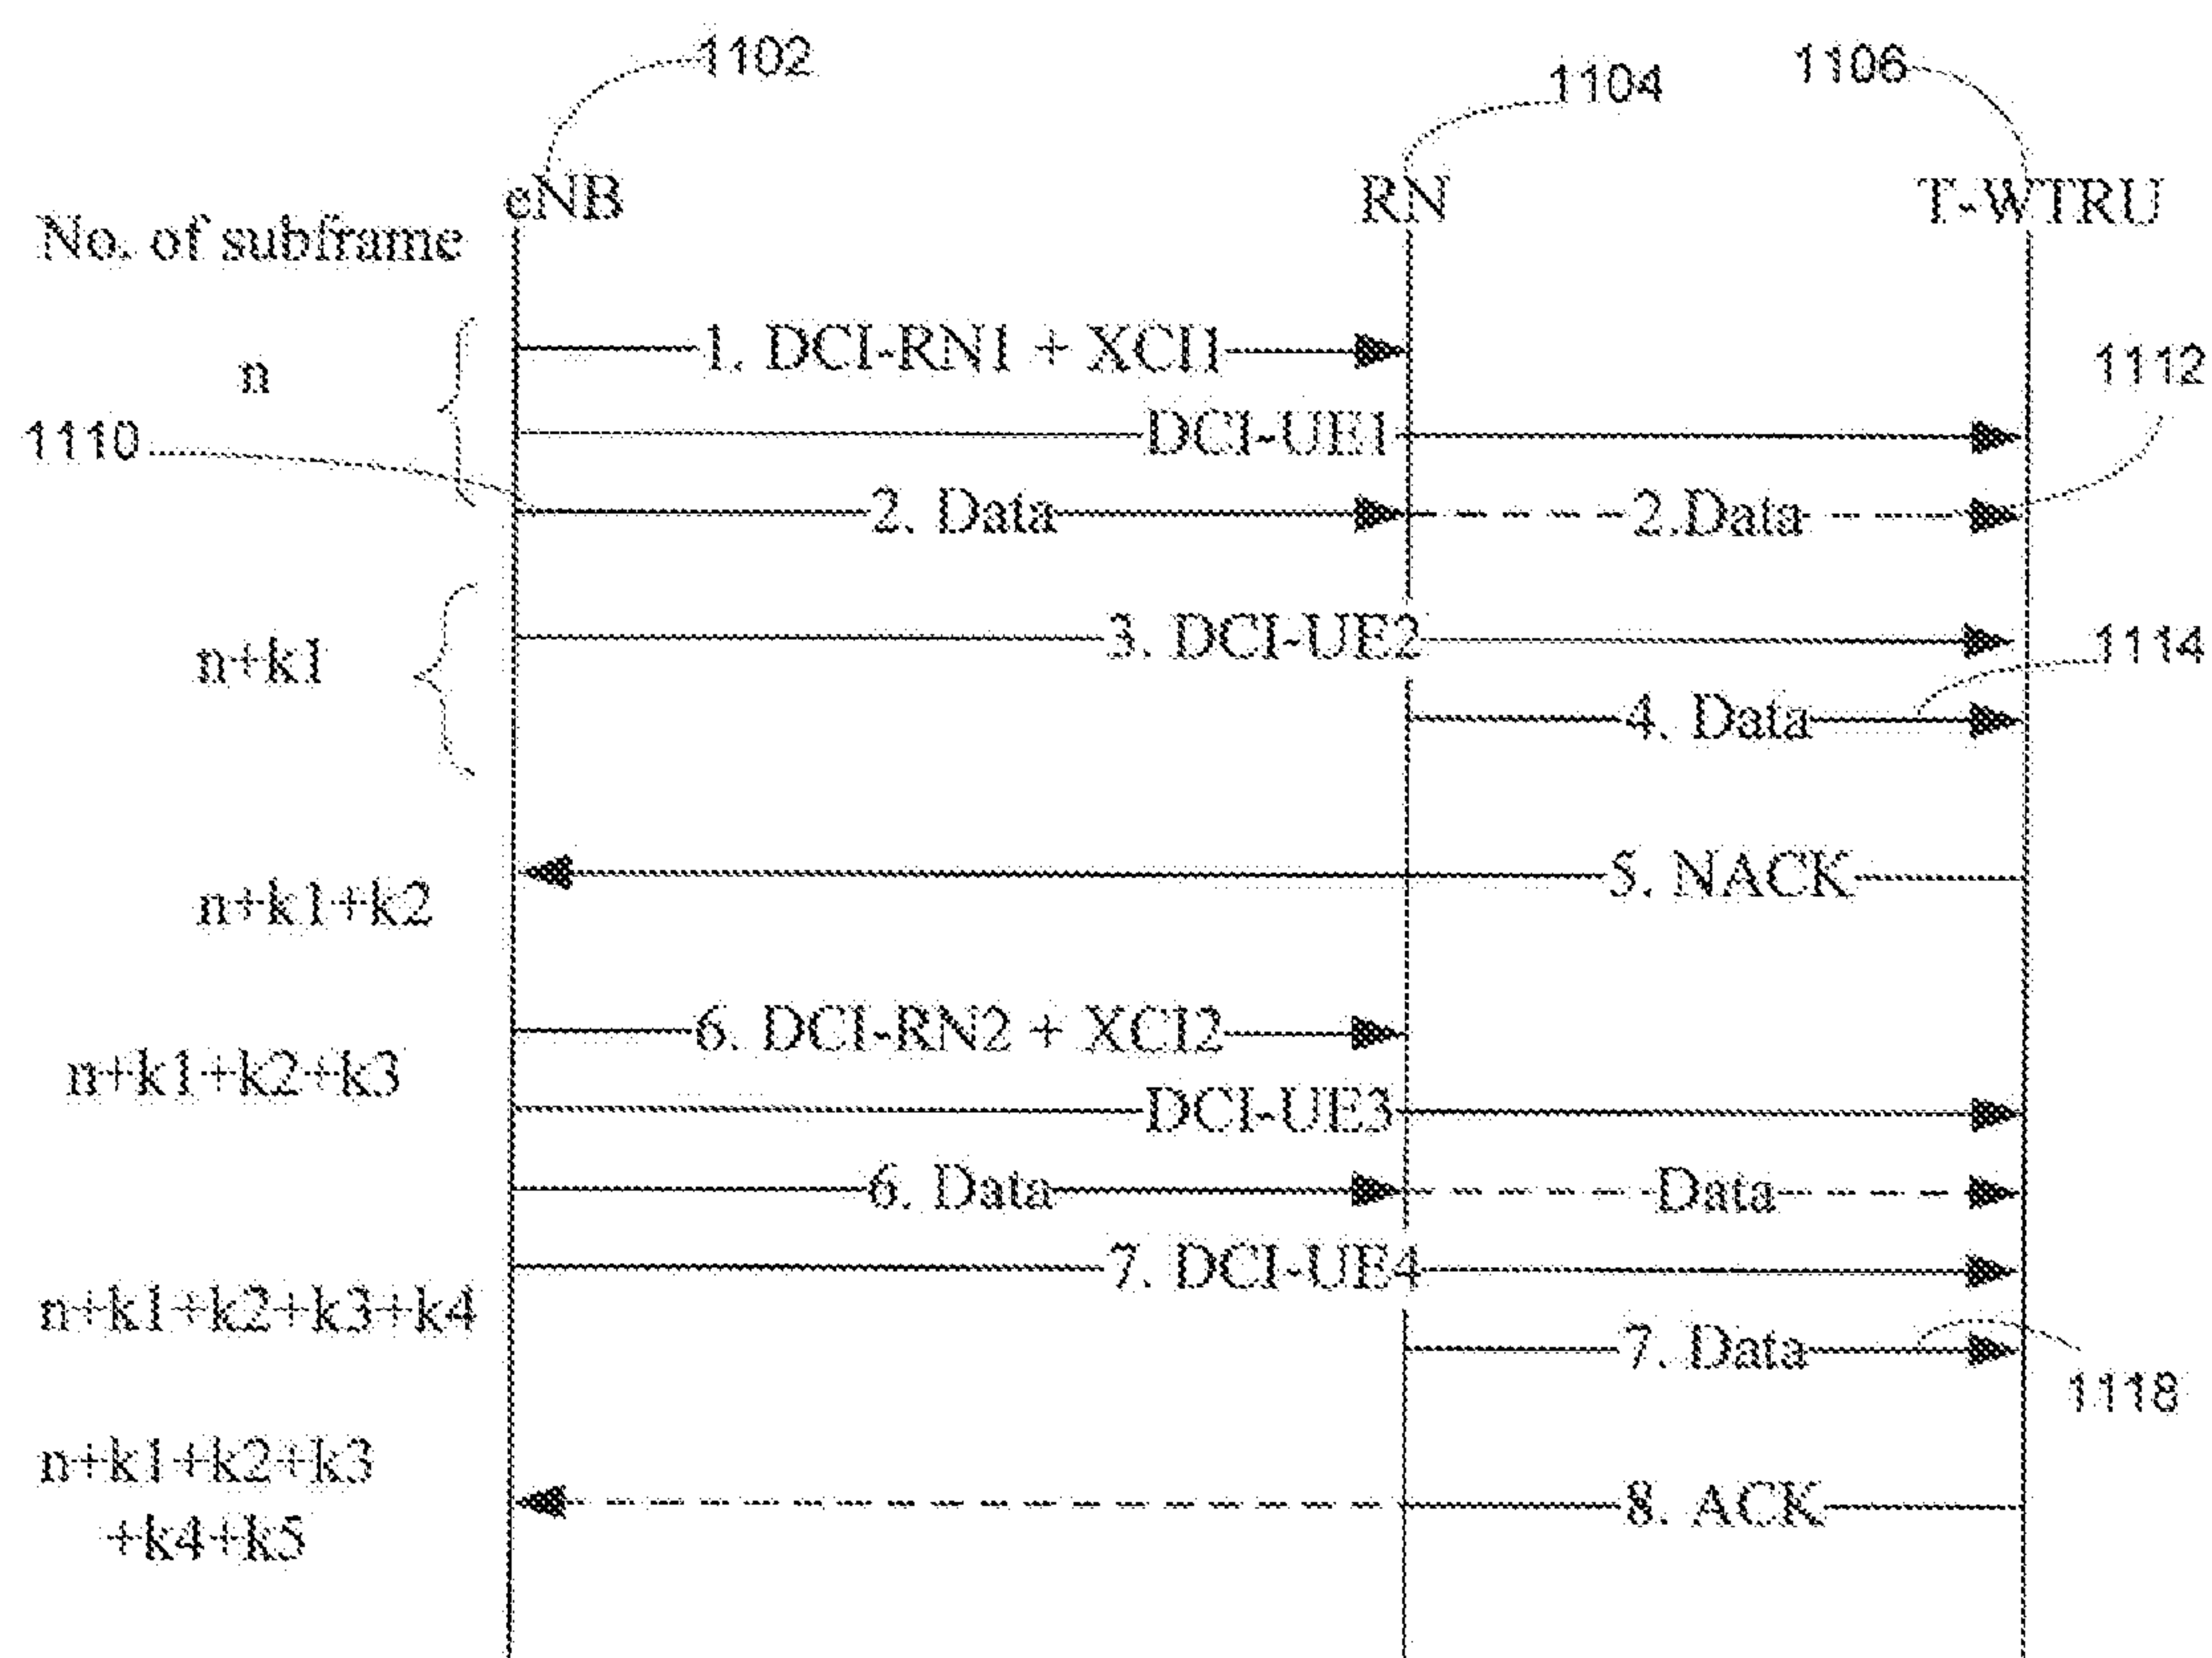 1102
1104
1106
eNB
RN
T-WTRU
No. of subframe
n
1. DCI-RN1 + XCI1
1112
1110
DCI-UE1
2. Data
2.Data
n+k1
3. DCI-UE2
1114
4. Data
5. NACK
n+k1+k2
6. DCI-RN2 + XCI2
n+k1+k2+k3
DCI-UE3
6. Data
Data
7. DCI-UE4
n+k1+k2+k3+k4
7. Data
1118
n+k1+k2+k3
+k4+k5
8. ACK